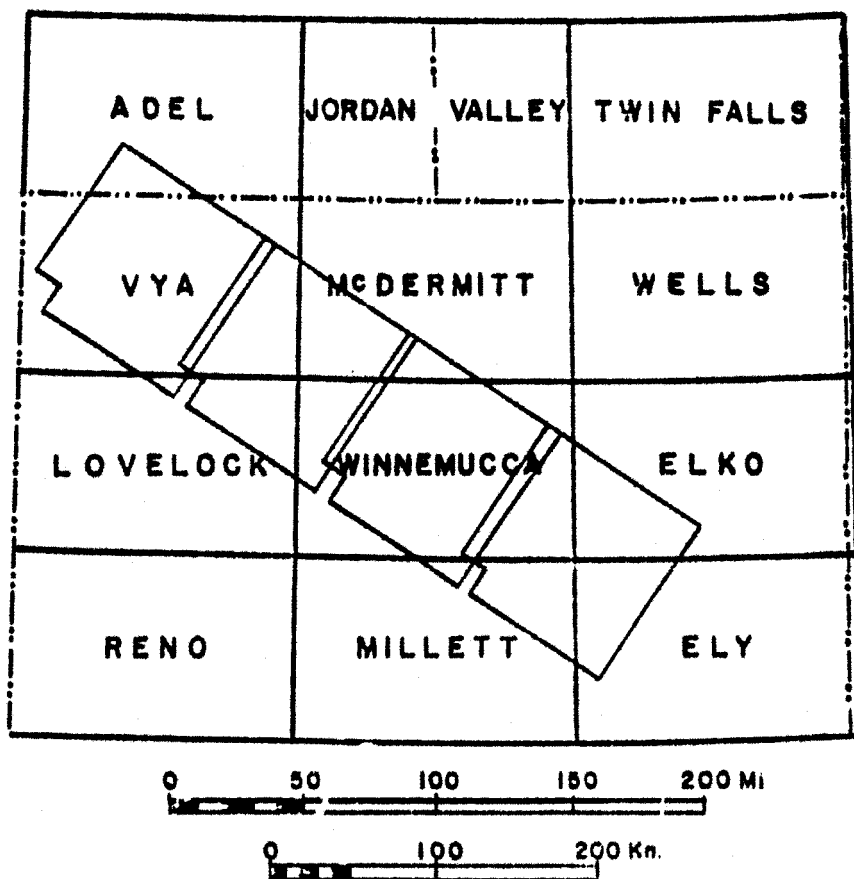 ADEL JORDAN VALLEY TWIN FALLS
VYA McDERMITT WELLS
LOVELOCK WINNEMUCCA ELKO
RENO MILLETT ELY
0 50 100 150 200 Mi
0 100 200 Kn.